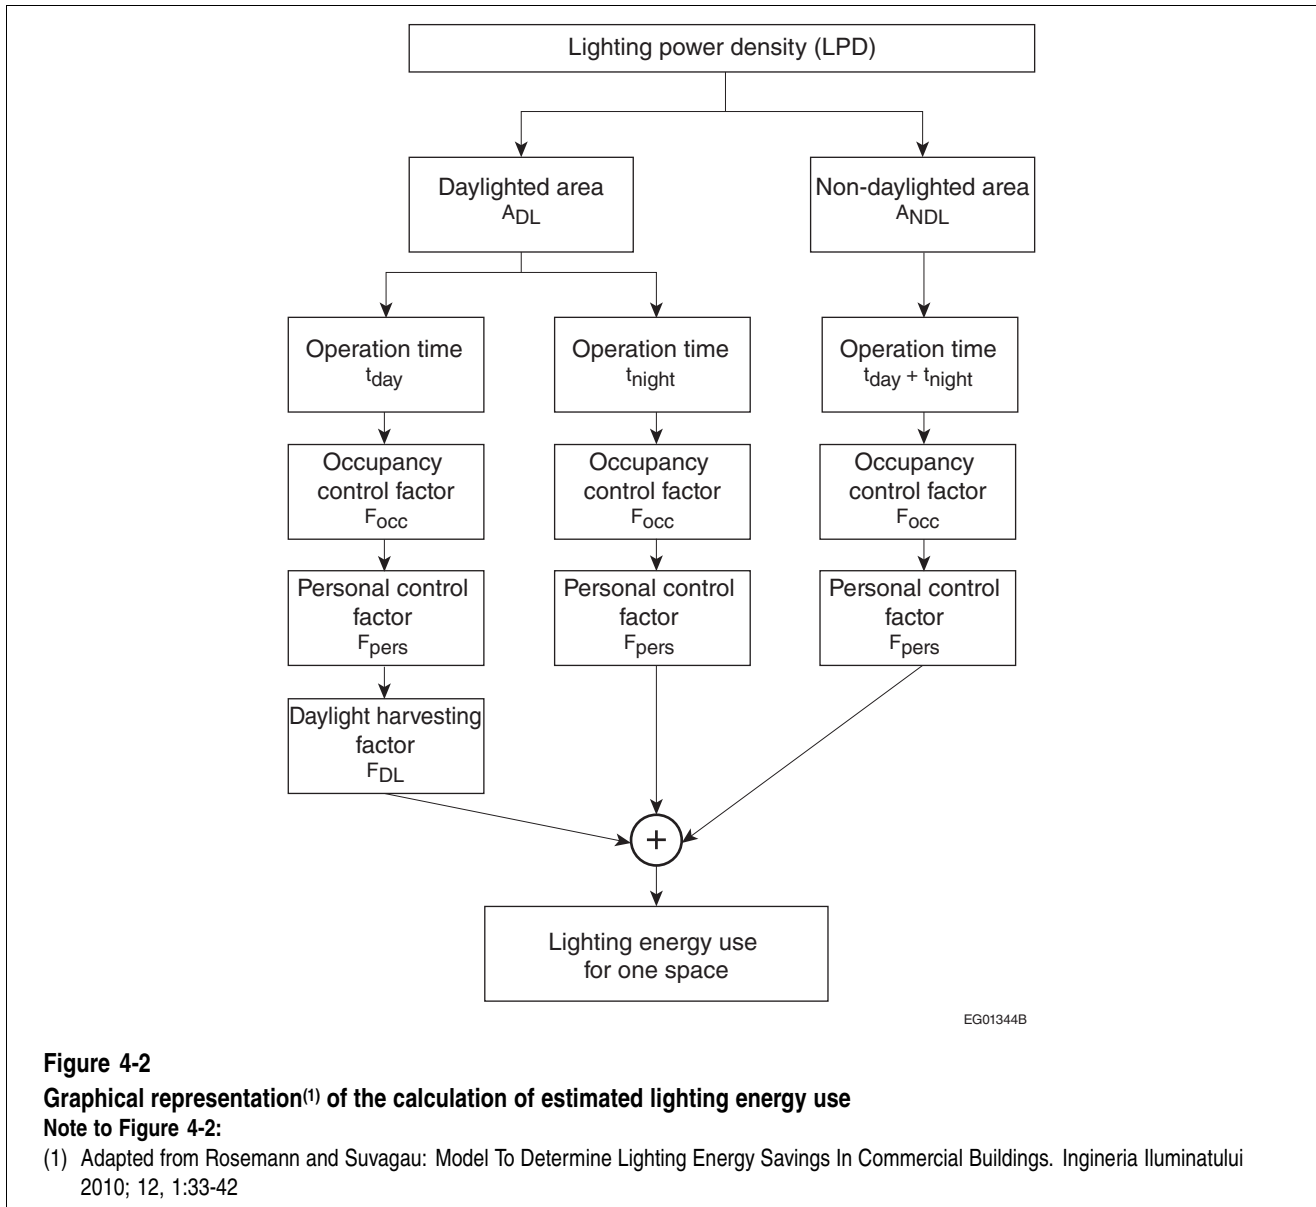 Lighting power density (LPD)
Daylighted area
ADL
Non-daylighted area
ANDL
Operation time
tday
Operation time
tnight
Operation time
tday + tnight
Occupancy
control factor
Focc
Occupancy
control factor
Focc
Occupancy
control factor
Focc
Personal control
factor
Fpers
Personal control
factor
Fpers
Personal control
factor
Fpers
Daylight harvesting
factor
FDL
+
Lighting energy use
for one space
EG01344B
Figure 4-2
Graphical representation(1) of the calculation of estimated lighting energy use
Note to Figure 4-2:
(1) Adapted from Rosemann and Suvagau: Model To Determine Lighting Energy Savings In Commercial Buildings. Ingineria Iluminatului
2010; 12, 1:33-42